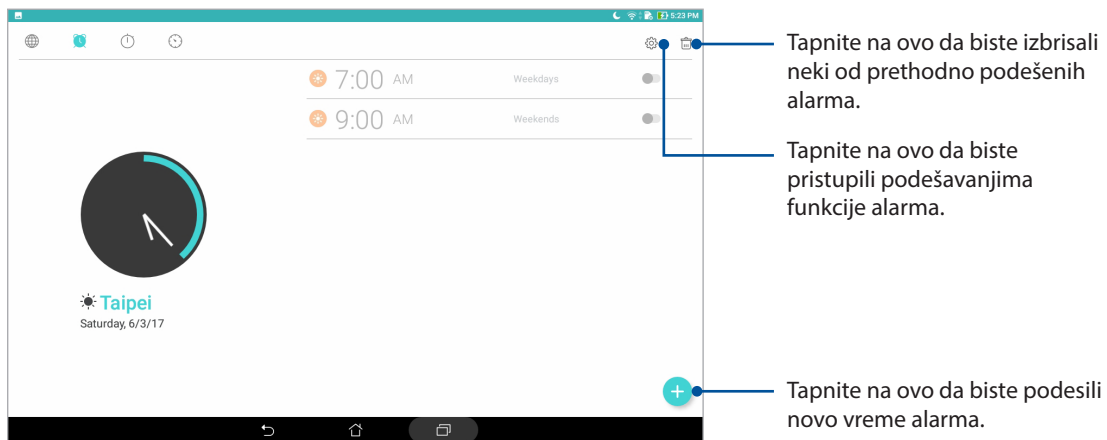 5:23 PM
Tapnite na ovo da biste izbrisali
neki od prethodno podešenih
alarma.
7:00 AM Weekdays
9:00 AM Weekends
Tapnite na ovo da biste
pristupili podešavanjima
funkcije alarma.
Taipei
Saturday, 6/3/17
Tapnite na ovo da biste podesili
novo vreme alarma.